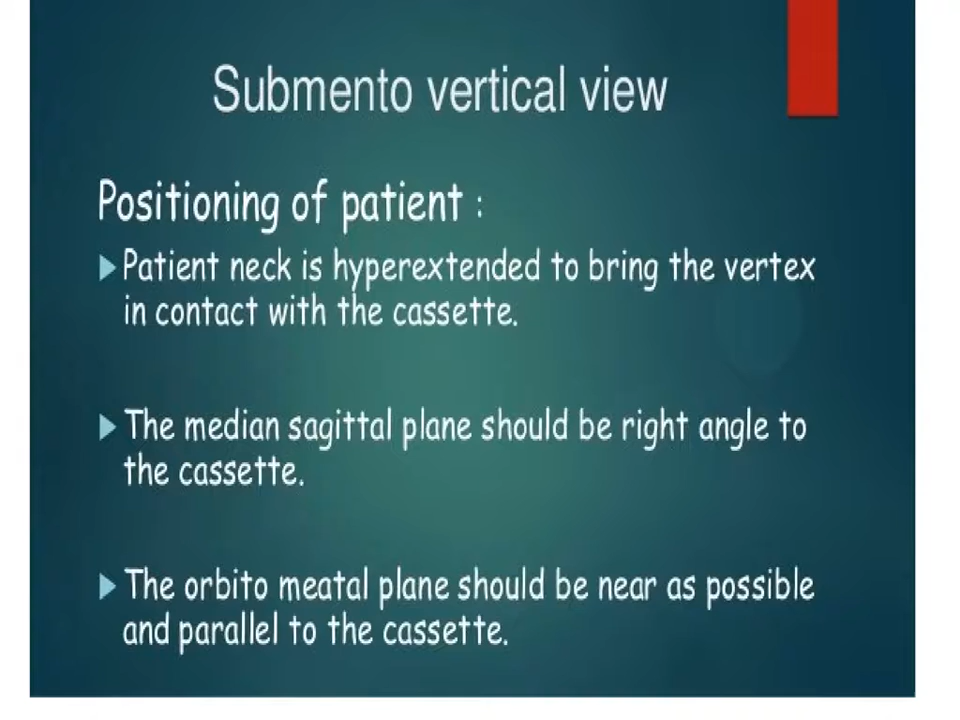 Submento vertical view
Positioning of patient :
Patient neck is hyperextended to bring the vertex
in contact with the cassette.
The median sagittal plane should be right angle to
the cassette.
The orbito meatal plane should be near as possible
and parallel to the cassette.